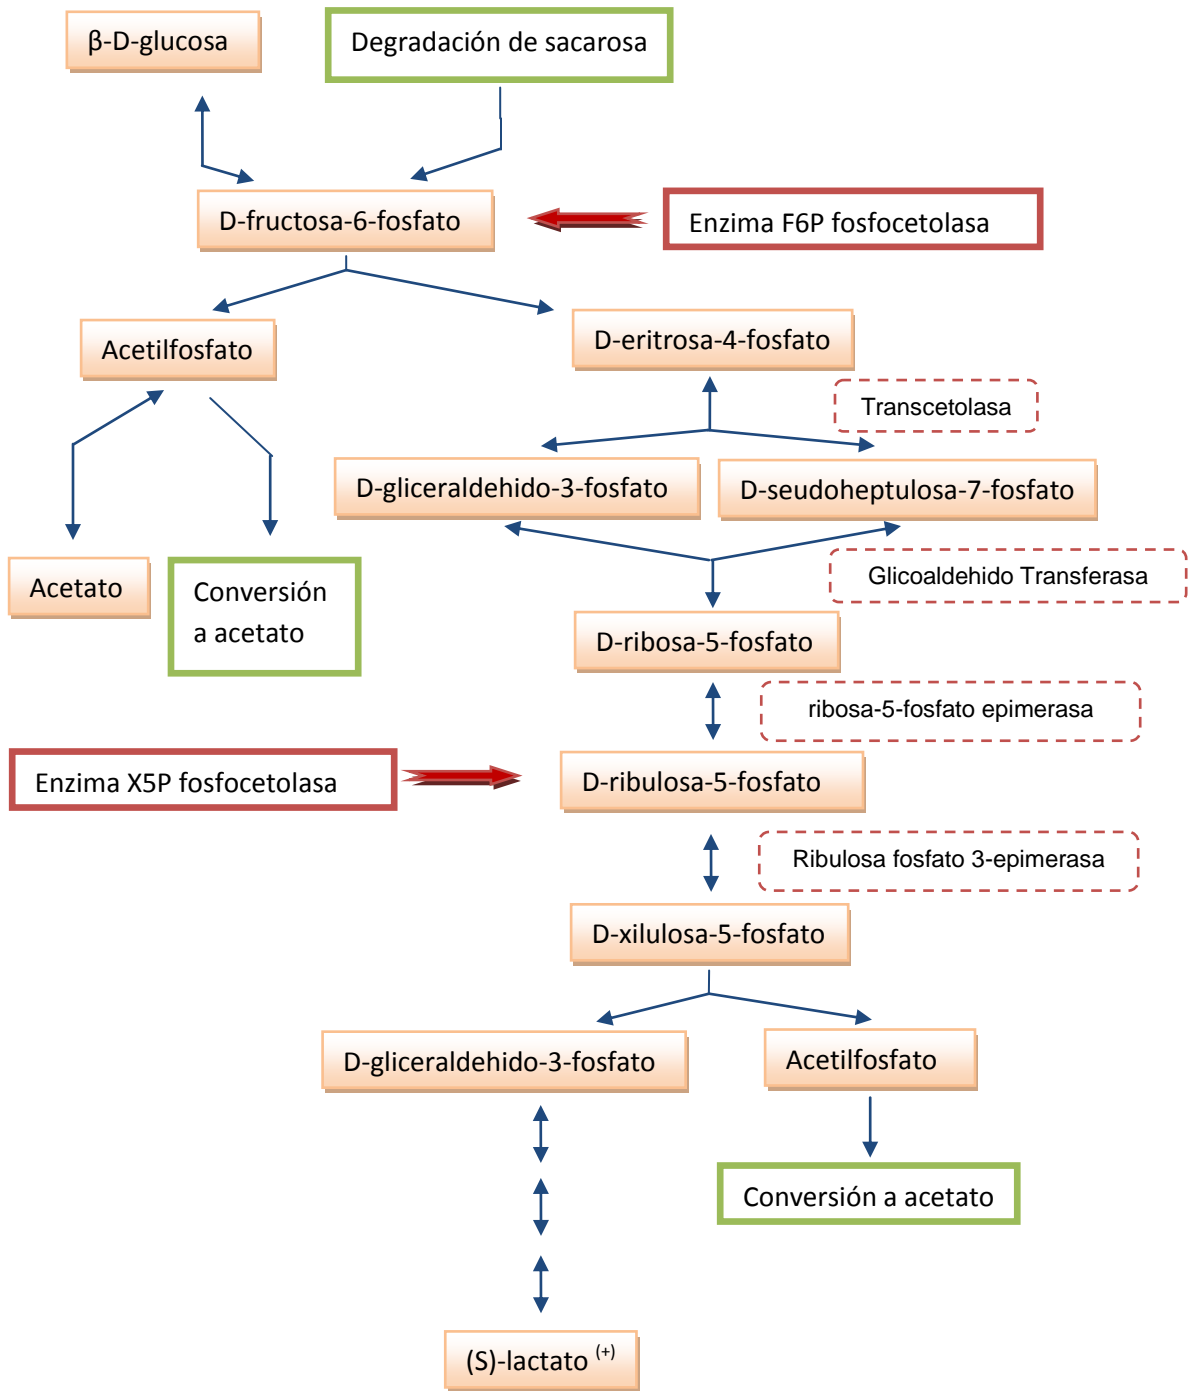 β-D-glucosa
Degradación de sacarosa
D-fructosa-6-fosfato
Enzima F6P fosfocetolasa
Acetilfosfato
D-eritrosa-4-fosfato
Transcetolasa
D-gliceraldehido-3-fosfato
D-seudoheptulosa-7-fosfato
Acetato
Conversión
a acetato
Glicoaldehido Transferasa
D-ribosa-5-fosfato
ribosa-5-fosfato epimerasa
Enzima X5P fosfocetolasa
D-ribulosa-5-fosfato
Ribulosa fosfato 3-epimerasa
D-xilulosa-5-fosfato
D-gliceraldehido-3-fosfato
Acetilfosfato
Conversión a acetato
(S)-lactato (+)